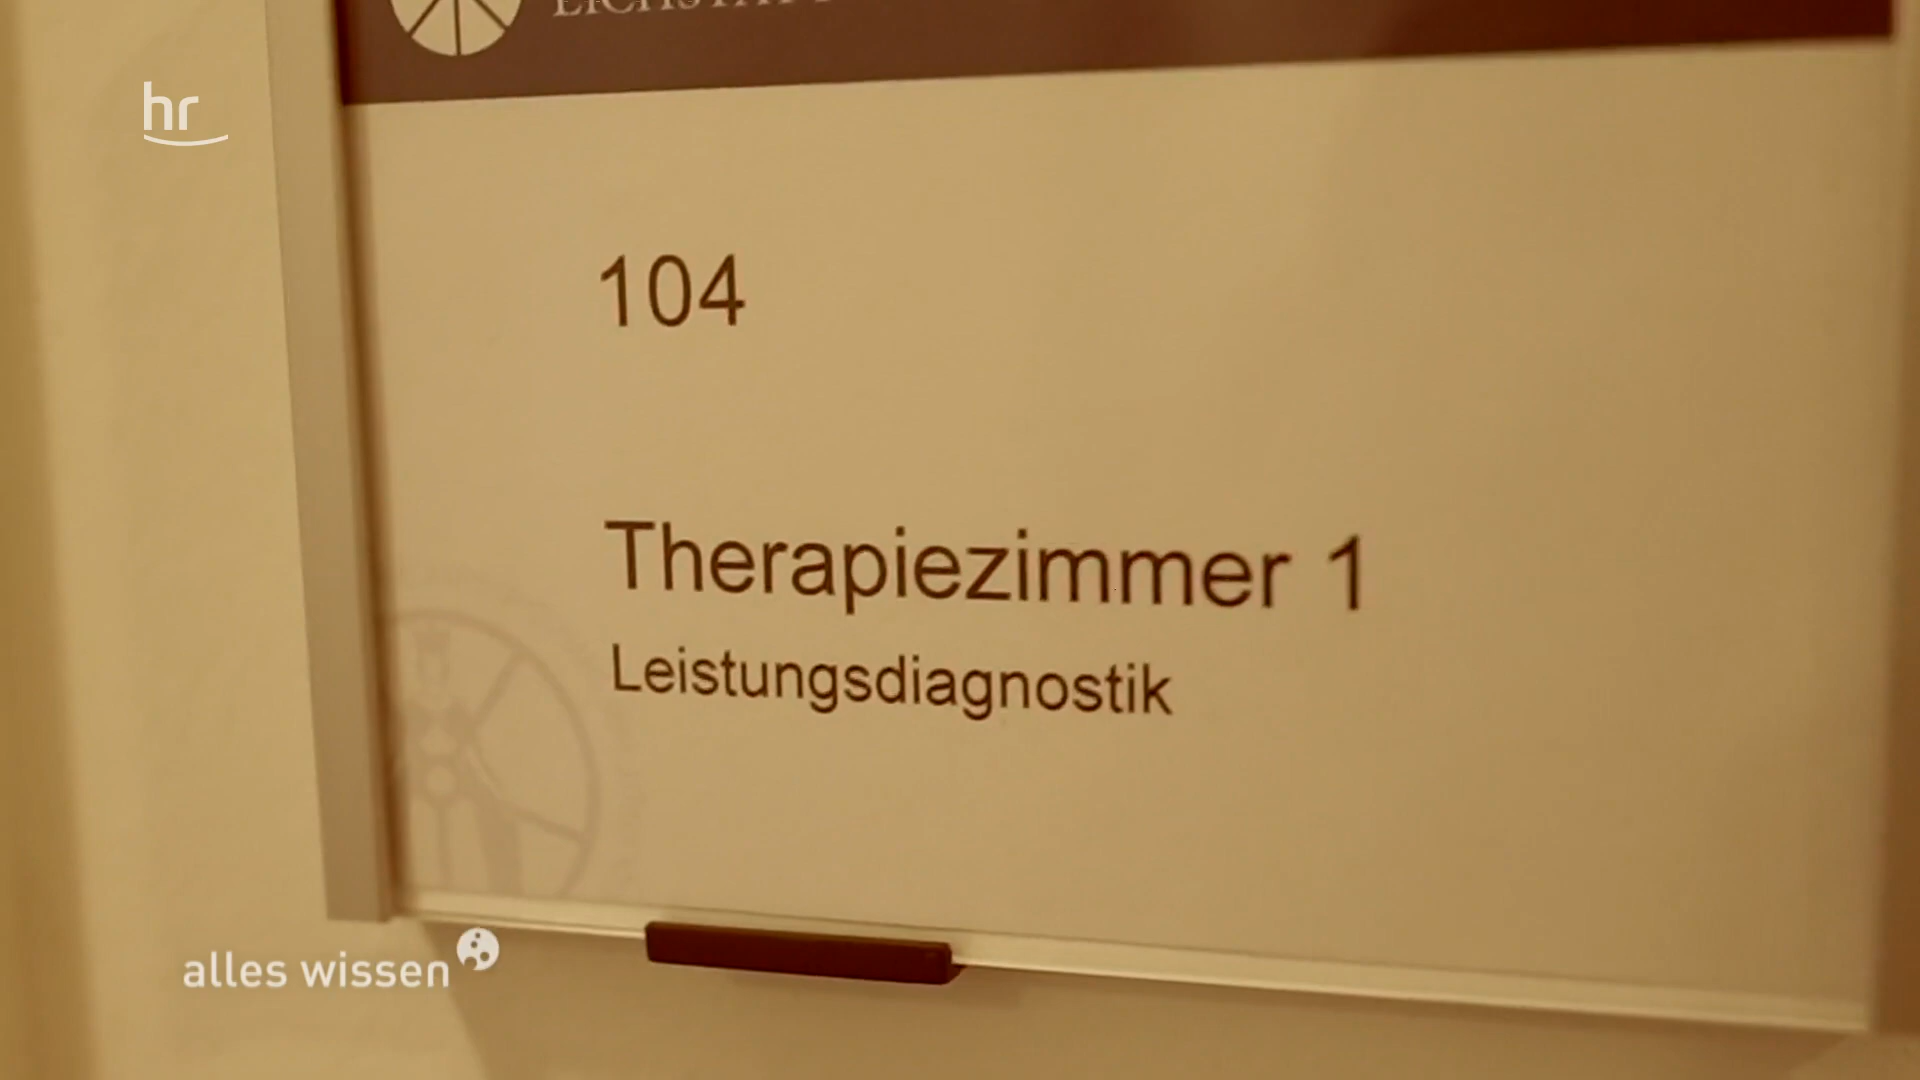 hr
104
Therapiezimmer 1
Leistungsdiagnostik
alles wissen